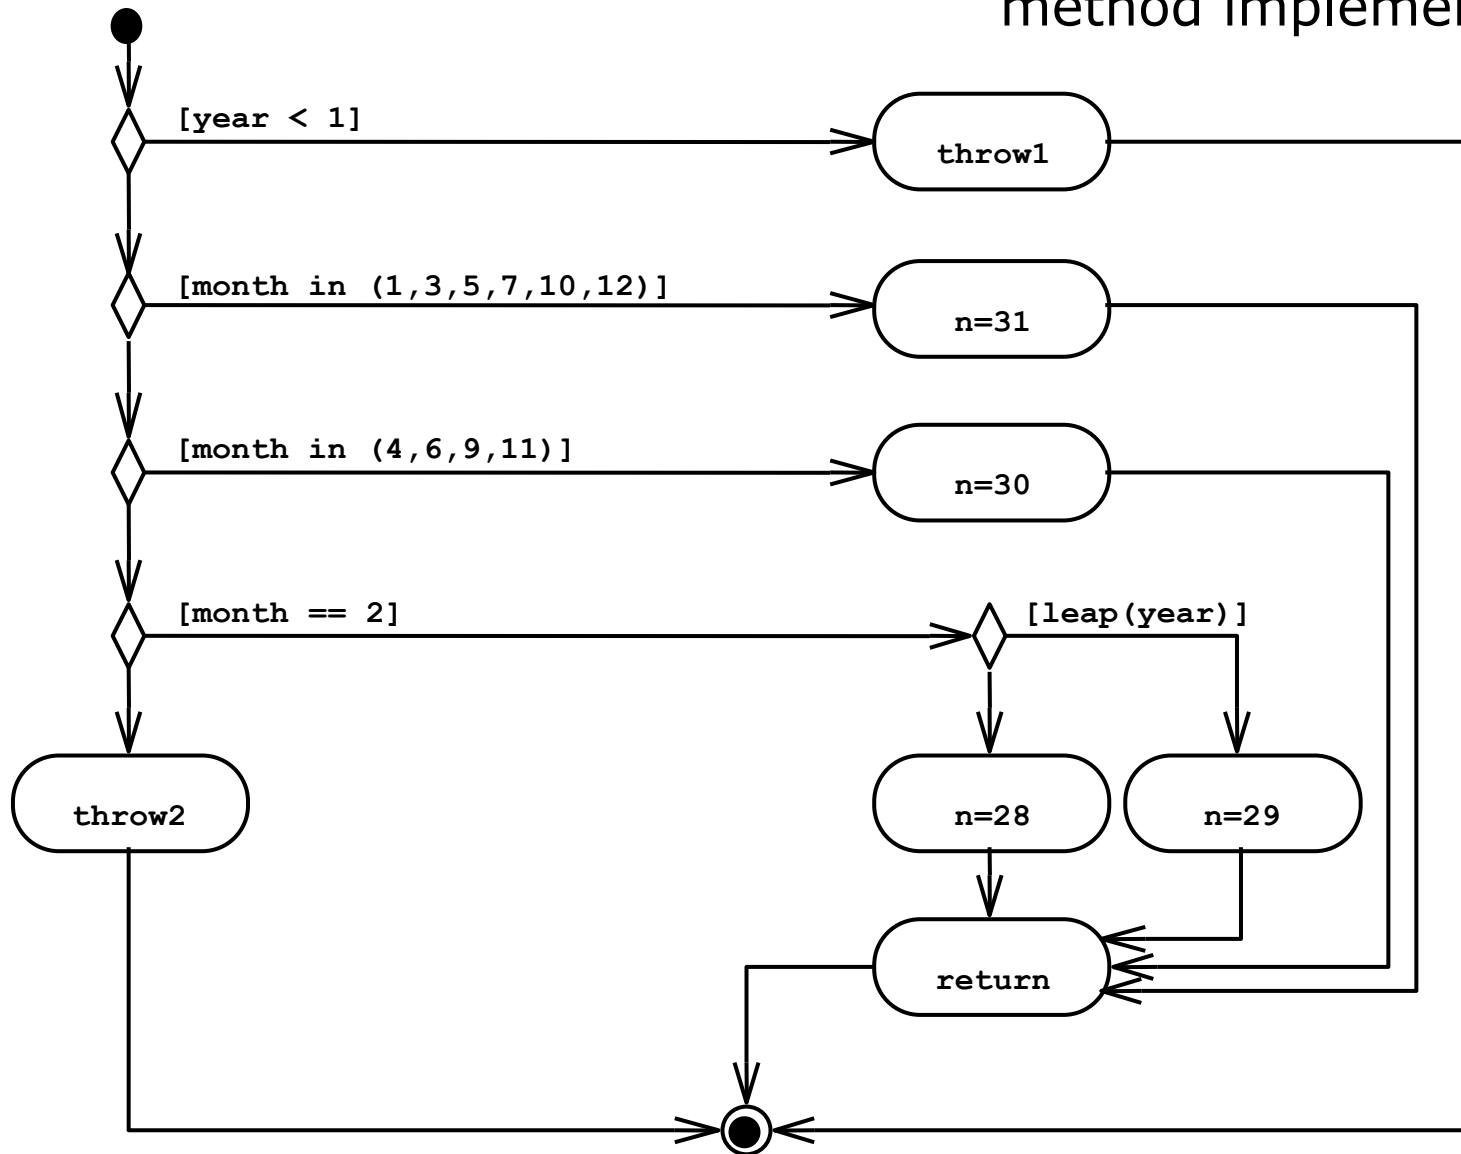 method
[year < 1]
throw1
[month in (1,3,5,7,10,12)]
n=31
[month in (4,6,9,11)]
n=30
[month == 2]
[leap(year)]
throw2
n=28
n=29
return